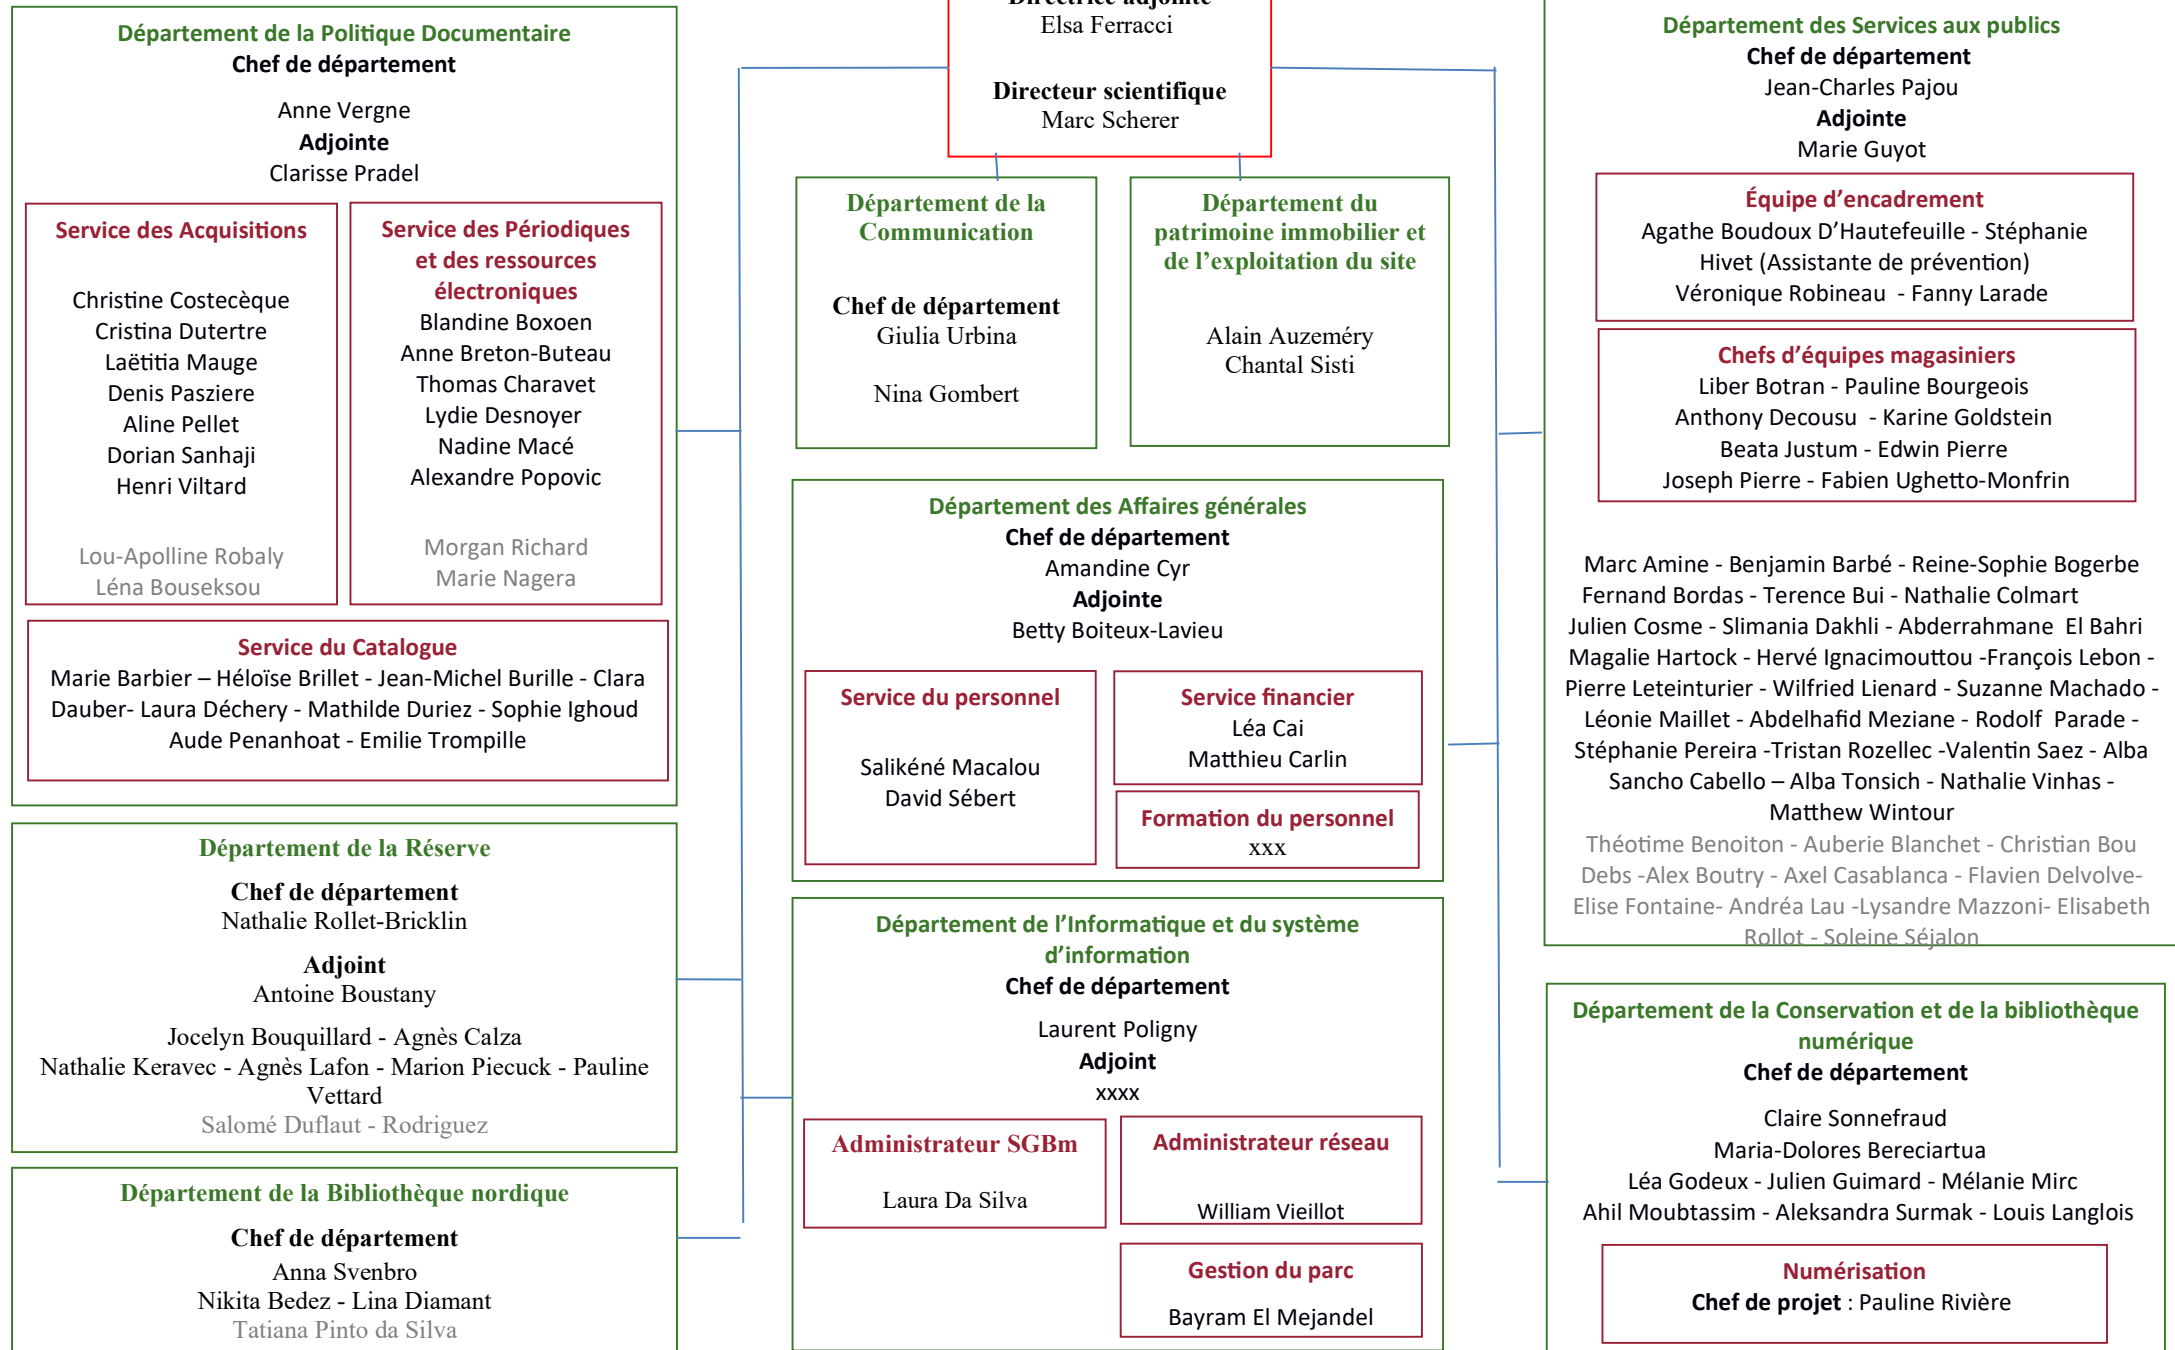 Département de la Politique Documentaire
Chef de département
Anne Vergne
Adjointe
Clarisse Pradel
Service des Acquisitions
Christine Costecèque
Cristina Dutertre
Laëtitia Mauge
Denis Pasziere
Aline Pellet
Dorian Sanhaji
Henri Viltard
Lou-Apolline Robaly
Léna Bouseksou
Service des Périodiques
et des ressources
électroniques
Blandine Boxoen
Anne Breton-Buteau
Thomas Charavet
Lydie Desnoyer
Nadine Macé
Alexandre Popovic
Morgan Richard
Marie Nagera
Service du Catalogue
Marie Barbier – Héloïse Brillet - Jean-Michel Burille - Clara
Dauber- Laura Déchery - Mathilde Duriez - Sophie Ighoud
Aude Penanhoat - Emilie Trompille
Département de la Réserve
Chef de département
Nathalie Rollet-Bricklin
Adjoint
Antoine Boustany
Jocelyn Bouquillard - Agnès Calza
Nathalie Keravec - Agnès Lafon - Marion Piecuck - Pauline
Vettard
Salomé Duflaut - Rodriguez
Département de la Bibliothèque nordique
Chef de département
Anna Svenbro
Nikita Bedez - Lina Diamant
Tatiana Pinto da Silva
Directrice adjointe
Elsa Ferracci
Directeur scientifique
Marc Scherer
Département de la
Communication
Chef de département
Giulia Urbina
Nina Gombert
Département du
patrimoine immobilier et
de l’exploitation du site
Alain Auzeméry
Chantal Sisti
Département des Affaires générales
Chef de département
Amandine Cyr
Adjointe
Betty Boiteux-Lavieu
Service du personnel
Salikéné Macalou
David Sébert
Service financier
Léa Cai
Matthieu Carlin
Formation du personnel
xxx
Département de l’Informatique et du système
d’information
Chef de département
Laurent Poligny
Adjoint
xxxx
Administrateur SGBm
Laura Da Silva
Administrateur réseau
William Vieillot
Gestion du parc
Bayram El Mejandel
Département des Services aux publics
Chef de département
Jean-Charles Pajou
Adjointe
Marie Guyot
Équipe d’encadrement
Agathe Boudoux D’Hautefeuille - Stéphanie
Hivet (Assistante de prévention)
Véronique Robineau - Fanny Larade
Chefs d’équipes magasiniers
Liber Botran - Pauline Bourgeois
Anthony Decousu - Karine Goldstein
Beata Justum - Edwin Pierre
Joseph Pierre - Fabien Ughetto-Monfrin
Marc Amine - Benjamin Barbé - Reine-Sophie Bogerbe
Fernand Bordas - Terence Bui - Nathalie Colmart
Julien Cosme - Slimania Dakhli - Abderrahmane El Bahri
Magalie Hartock - Hervé Ignacimouttou -François Lebon -
Pierre Leteinturier - Wilfried Lienard - Suzanne Machado -
Léonie Maillet - Abdelhafid Meziane - Rodolf Parade -
Stéphanie Pereira -Tristan Rozellec -Valentin Saez - Alba
Sancho Cabello – Alba Tonsich - Nathalie Vinhas -
Matthew Wintour
Théotime Benoiton - Auberie Blanchet - Christian Bou
Debs -Alex Boutry - Axel Casablanca - Flavien Delvolve-
Elise Fontaine- Andréa Lau -Lysandre Mazzoni- Elisabeth
Rollot - Soleine Séjalon
Département de la Conservation et de la bibliothèque
numérique
Chef de département
Claire Sonnefraud
Maria-Dolores Bereciartua
Léa Godeux - Julien Guimard - Mélanie Mirc
Ahil Moubtassim - Aleksandra Surmak - Louis Langlois
Numérisation
Chef de projet : Pauline Rivière